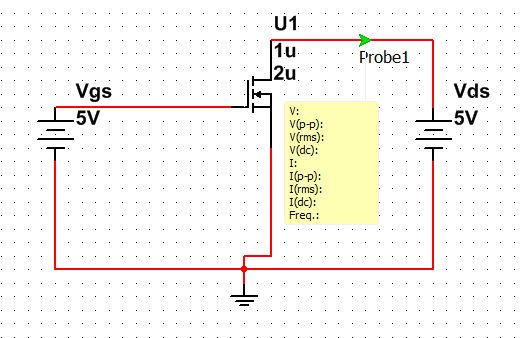 U1
1u
2u
Probe1
Vgs
5V
Vds
5V
V:
V(p-p):
V(rms):
V(dc):
I:
I(p-p):
I(rms):
I(dc):
Freq.: